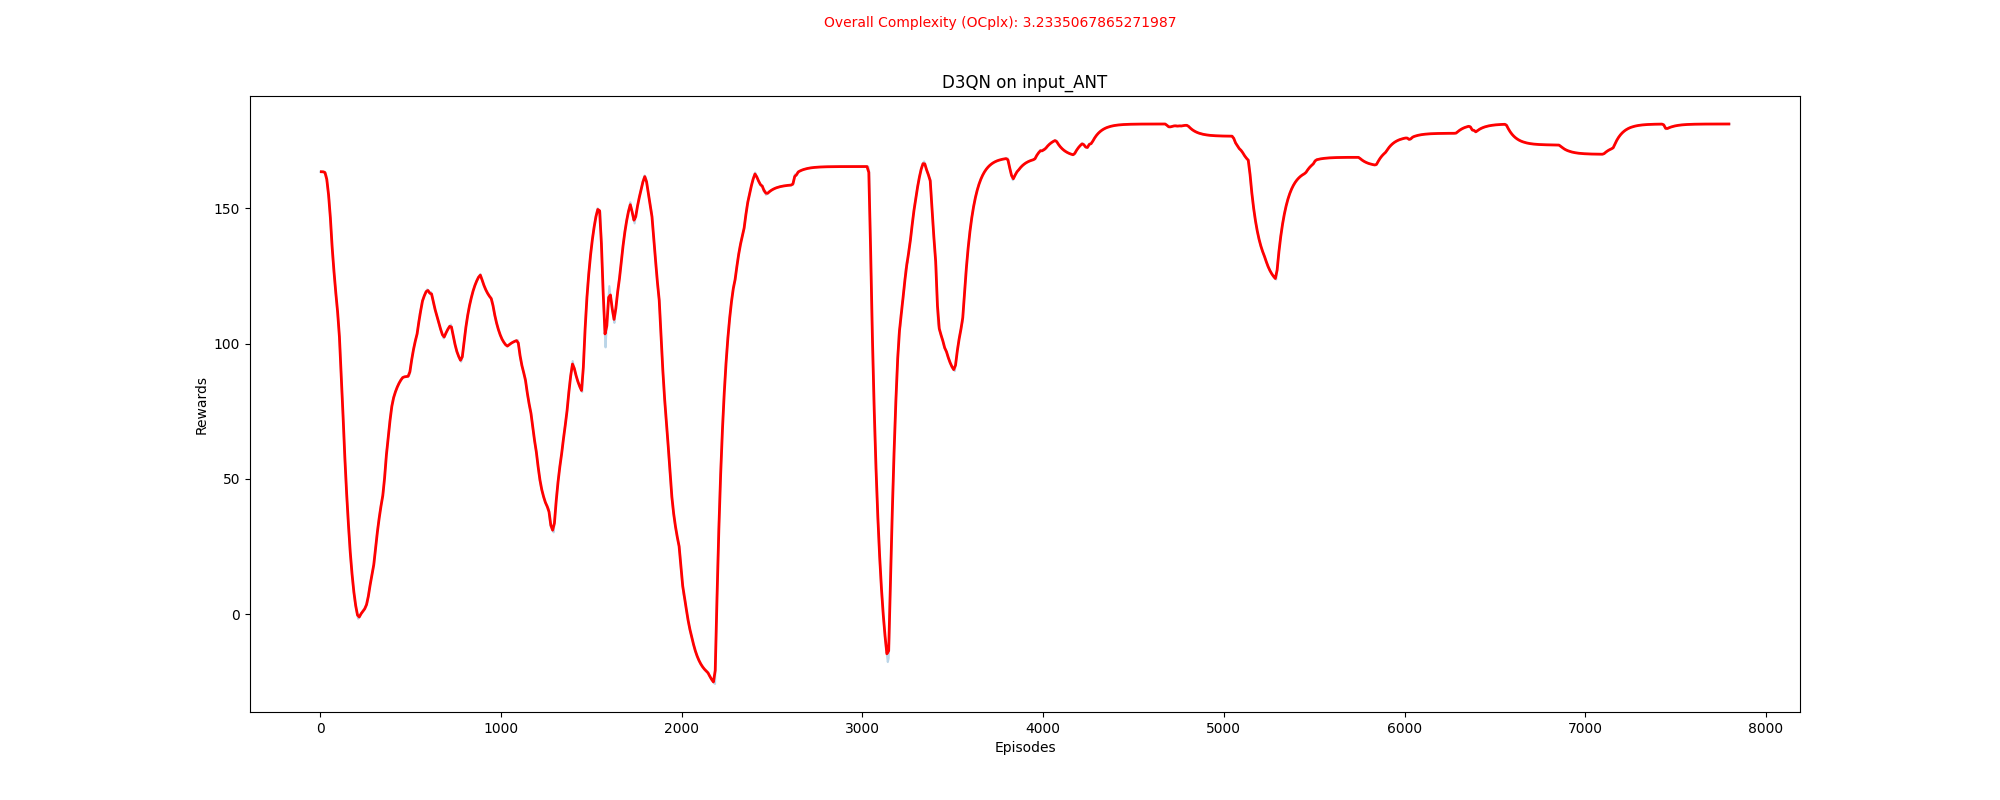 Overall Complexity (OCplx): 3.2335067865271987
D3QN on input_ANT
Rewards
150
100
50
0
0 1000 2000 3000 4000 5000 6000 7000 8000
Episodes